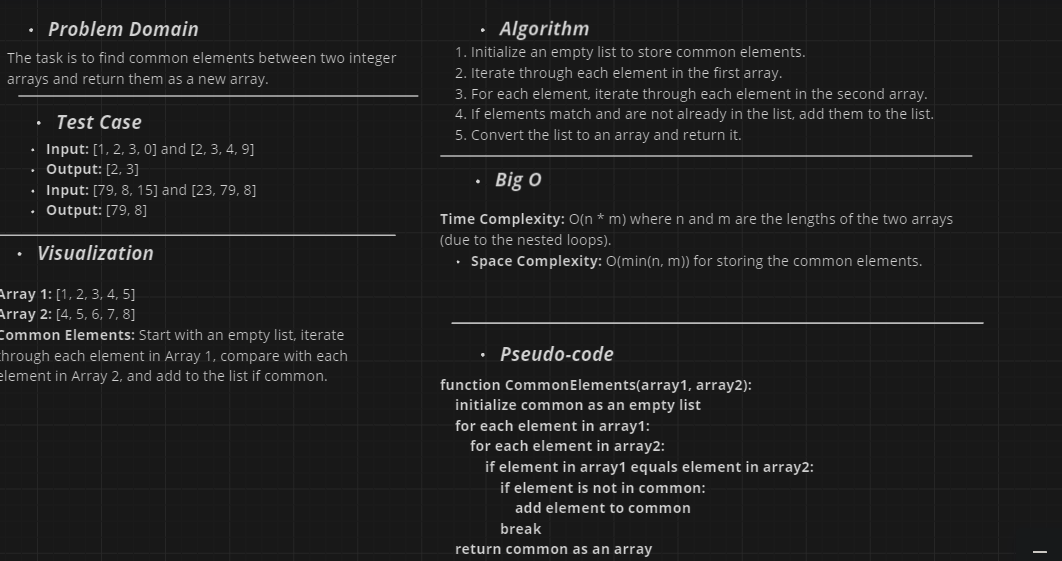 Problem Domain
The task is to find common elements between two integer
arrays and return them as a new array.
Test Case
Input: [1, 2, 3, 0] and [2, 3, 4, 9]
Output: [2, 3]
Input: [79, 8, 15] and [23, 79, 8]
Output: [79, 8]
Visualization
Array 1: [1, 2, 3, 4, 5]
Array 2: [4, 5, 6, 7, 8]
Common Elements: Start with an empty list, iterate
through each element in Array 1, compare with each
element in Array 2, and add to the list if common.
Algorithm
1. Initialize an empty list to store common elements.
2. Iterate through each element in the first array.
3. For each element, iterate through each element in the second array.
4. If elements match and are not already in the list, add them to the list.
5. Convert the list to an array and return it.
Big O
Time Complexity: O(n * m) where n and m are the lengths of the two arrays
(due to the nested loops).
Space Complexity: O(min(n, m)) for storing the common elements.
Pseudo-code
function CommonElements(array1, array2):
initialize common as an empty list
for each element in array1:
for each element in array2:
if element in array1 equals element in array2:
if element is not in common:
add element to common
break
return common as an array